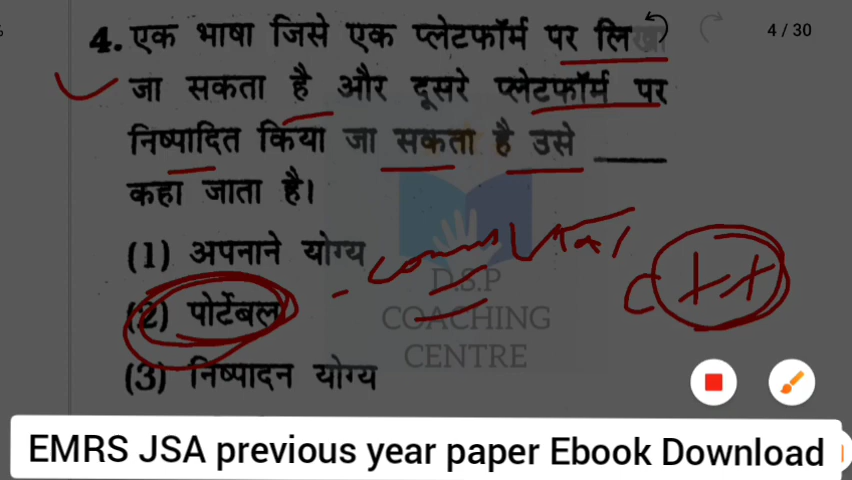 4 / 30
4. एक भाषा जिसे एक प्लेटफॉर्म पर लिखा
जा सकता है और दूसरे प्लेटफॉर्म पर
निष्पादित किया जा सकता है उसे ______
कहा जाता है।
(1) अपनाने योग्य
(2) पोर्टेबल
C++
(3) निष्पादन योग्य
D.S.P
COACHING
CENTRE
EMRS JSA previous year paper Ebook Download